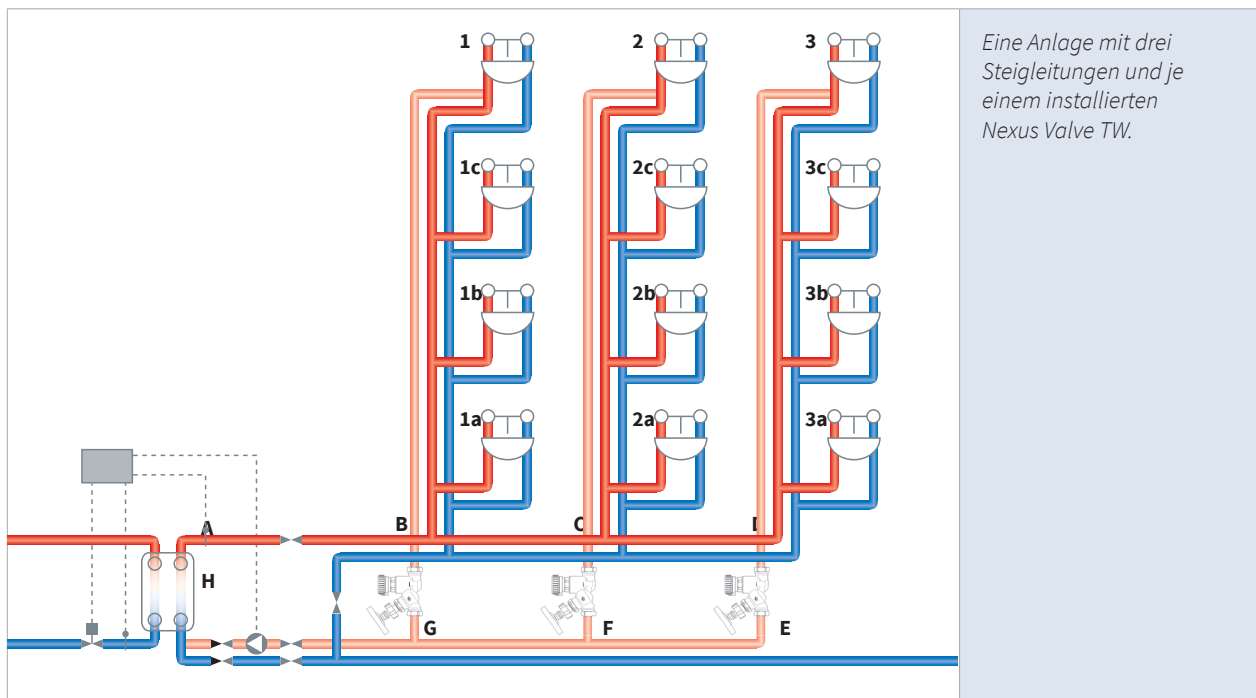 1 2 3
1c 2c 3c
1b 2b 3b
1a 2a 3a
A B C D
H
G F E
Eine Anlage mit drei
Steigleitungen und je
einem installierten
Nexus Valve TW.